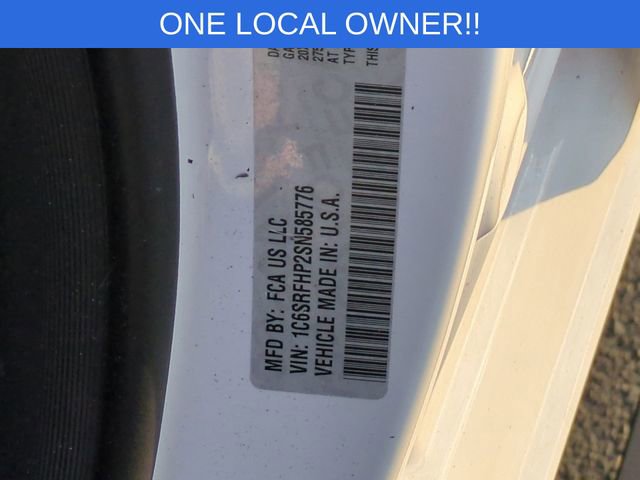 ONE LOCAL OWNER!!
MFD BY: FCA US LLC
VIN: 1C6SRFHP2SN585776
VEHICLE MADE IN: U.S.A.